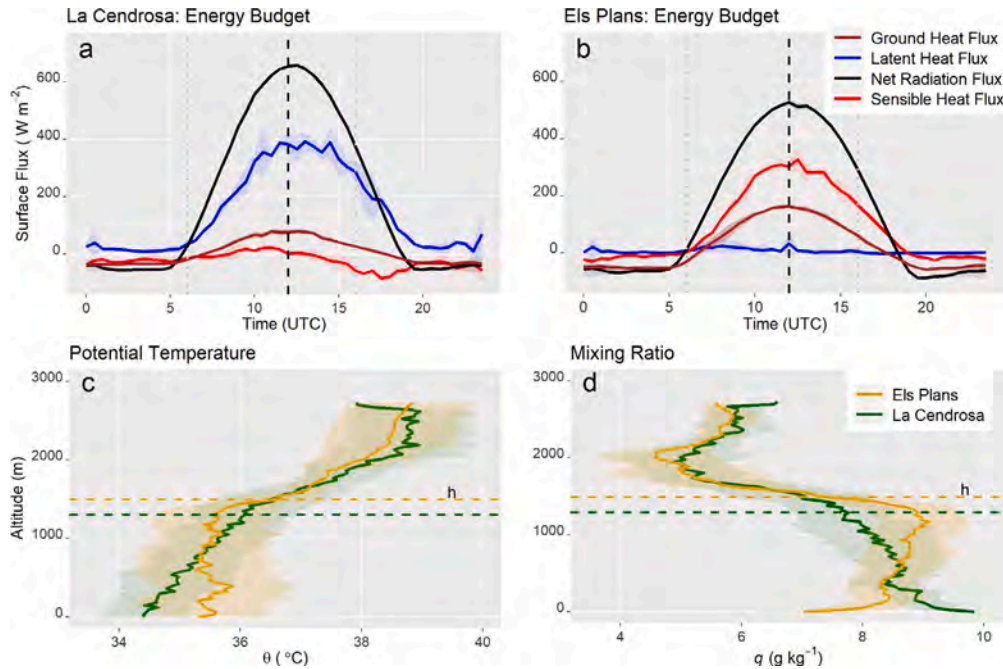 La Cendrosa: Energy Budget
a
Surface Flux ( W m⁻²)
600
400
200
0
0 5 10 15 20
Time (UTC)
Els Plans: Energy Budget
b
Ground Heat Flux
Latent Heat Flux
Net Radiation Flux
Sensible Heat Flux
600
400
200
0
0 5 10 15 20
Time (UTC)
Potential Temperature
c
Altitude (m)
3000
2000
1000
0
h
34 36 38 40
θ ( °C)
Mixing Ratio
d
Els Plans
La Cendrosa
3000
2000
1000
0
h
4 6 8 10
q (g kg⁻¹)